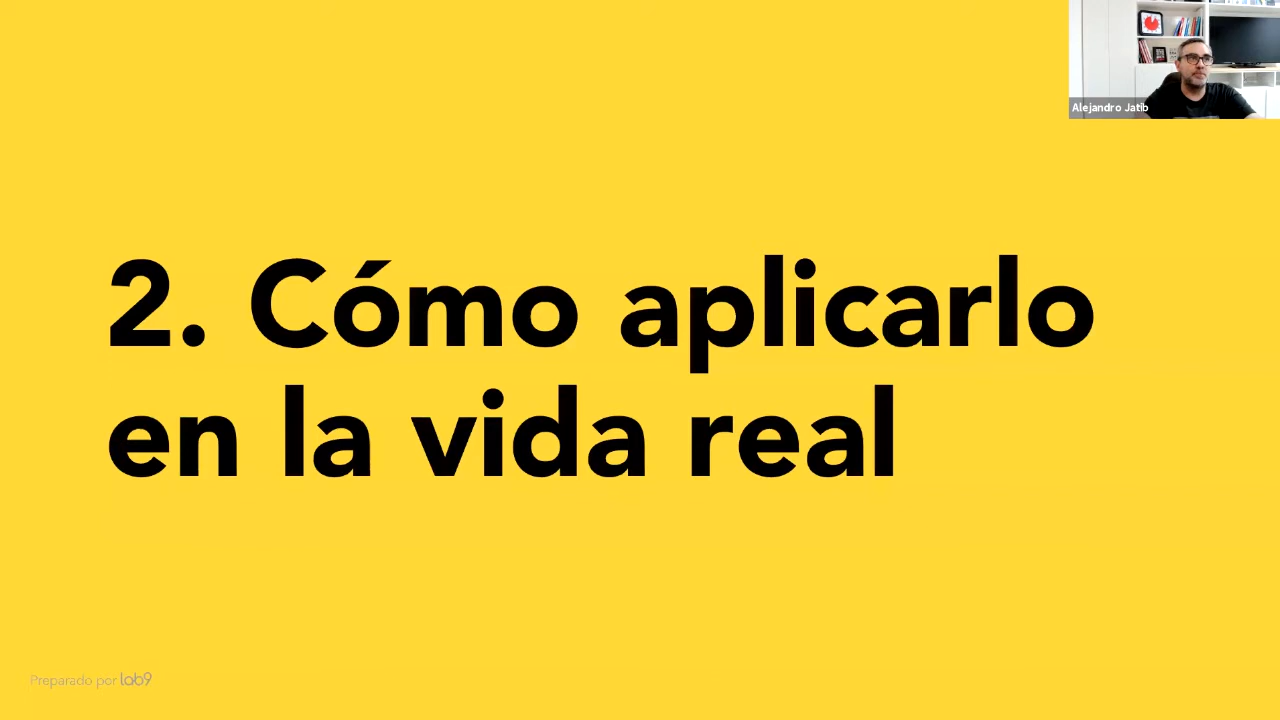 Alejandro Jatib
2. Cómo aplicarlo
en la vida real
Preparado por lab9